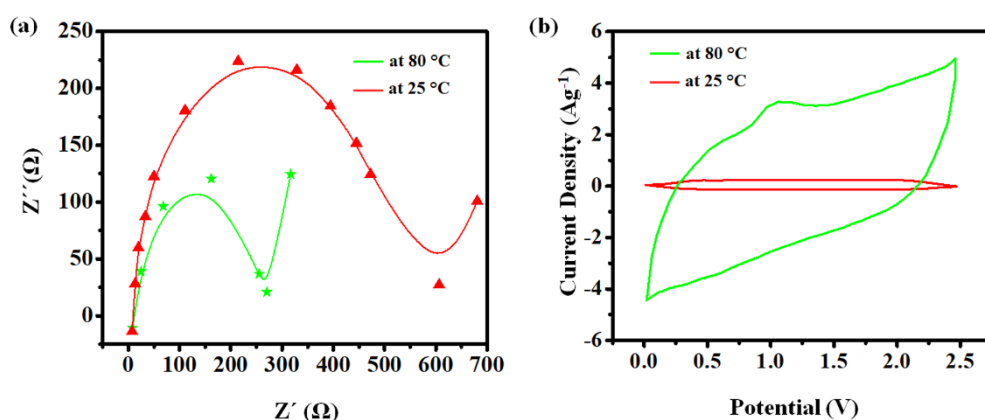 (a)
250
200
150
100
50
0
Z´´(Ω)
at 80 °C
at 25 °C
0 100 200 300 400 500 600 700
Z´ (Ω)
(b)
6
4
2
0
-2
-4
-6
Current Density (Ag⁻¹)
at 80 °C
at 25 °C
0.0 0.5 1.0 1.5 2.0 2.5
Potential (V)